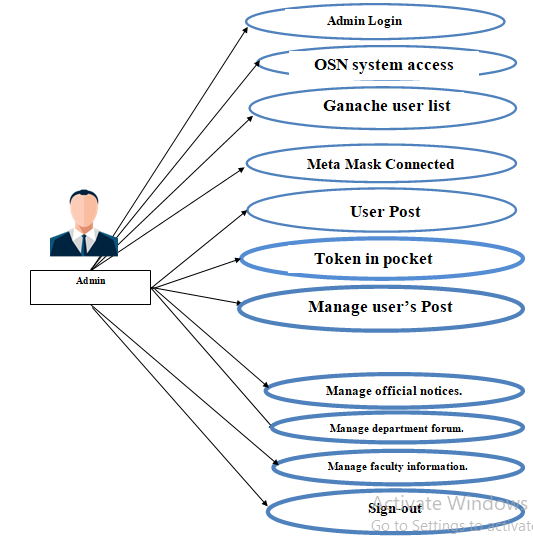 Admin Login
OSN system access
Ganache user list
Meta Mask Connected
User Post
Token in pocket
Admin
Manage user’s Post
Manage official notices.
Manage department forum.
Manage faculty information.
Sign-out
Activate Windows
Go to Settings to activate